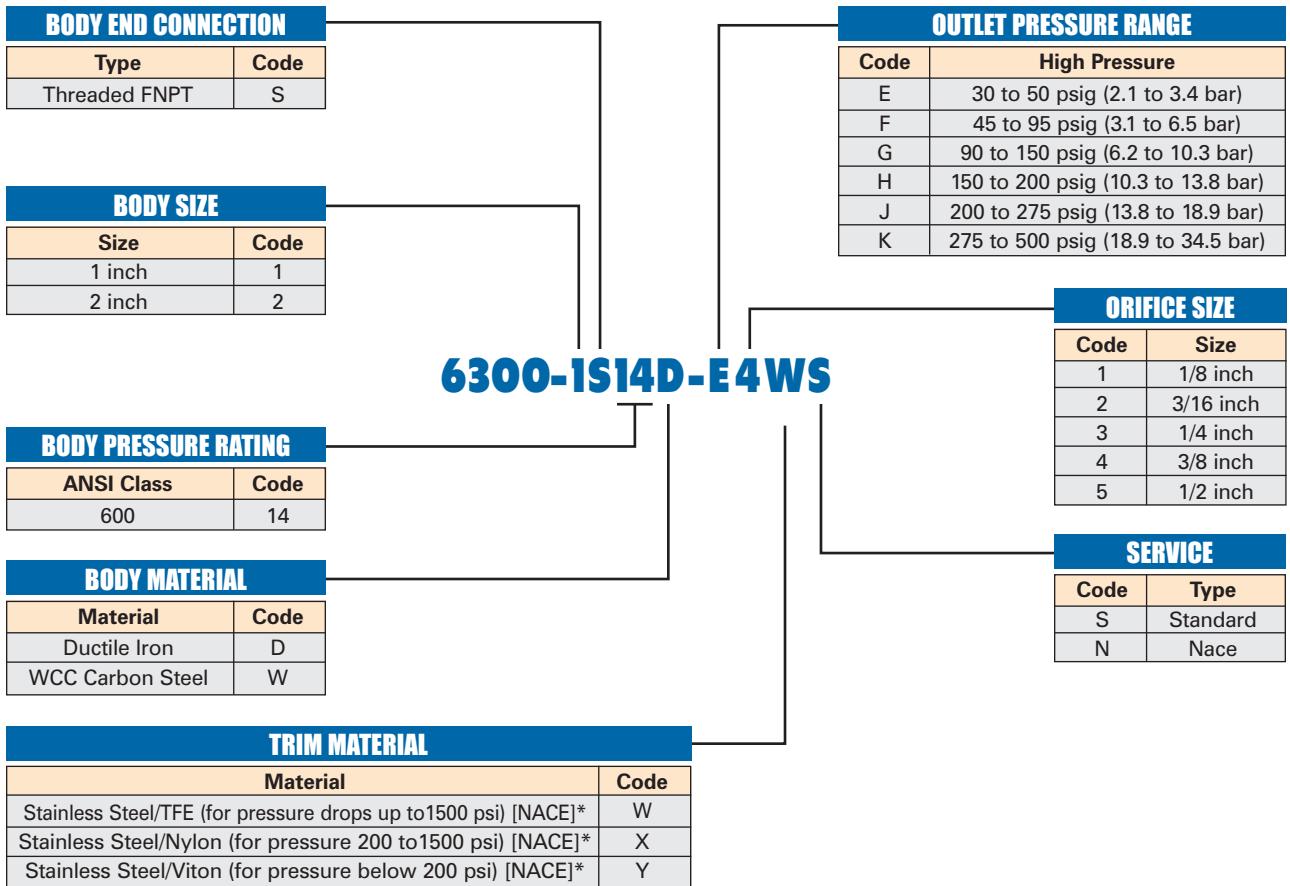 BODY END CONNECTION
Type Code
Threaded FNPT S
BODY SIZE
Size Code
1 inch 1
2 inch 2
OUTLET PRESSURE RANGE
Code High Pressure
E 30 to 50 psig (2.1 to 3.4 bar)
F 45 to 95 psig (3.1 to 6.5 bar)
G 90 to 150 psig (6.2 to 10.3 bar)
H 150 to 200 psig (10.3 to 13.8 bar)
J 200 to 275 psig (13.8 to 18.9 bar)
K 275 to 500 psig (18.9 to 34.5 bar)
6300-1S14D-E4WS
ORIFICE SIZE
Code Size
1 1/8 inch
2 3/16 inch
3 1/4 inch
4 3/8 inch
5 1/2 inch
BODY PRESSURE RATING
ANSI Class Code
600 14
BODY MATERIAL
Material Code
Ductile Iron D
WCC Carbon Steel W
SERVICE
Code Type
S Standard
N Nace
TRIM MATERIAL
Material Code
Stainless Steel/TFE (for pressure drops up to1500 psi) [NACE]* W
Stainless Steel/Nylon (for pressure 200 to1500 psi) [NACE]* X
Stainless Steel/Viton (for pressure below 200 psi) [NACE]* Y